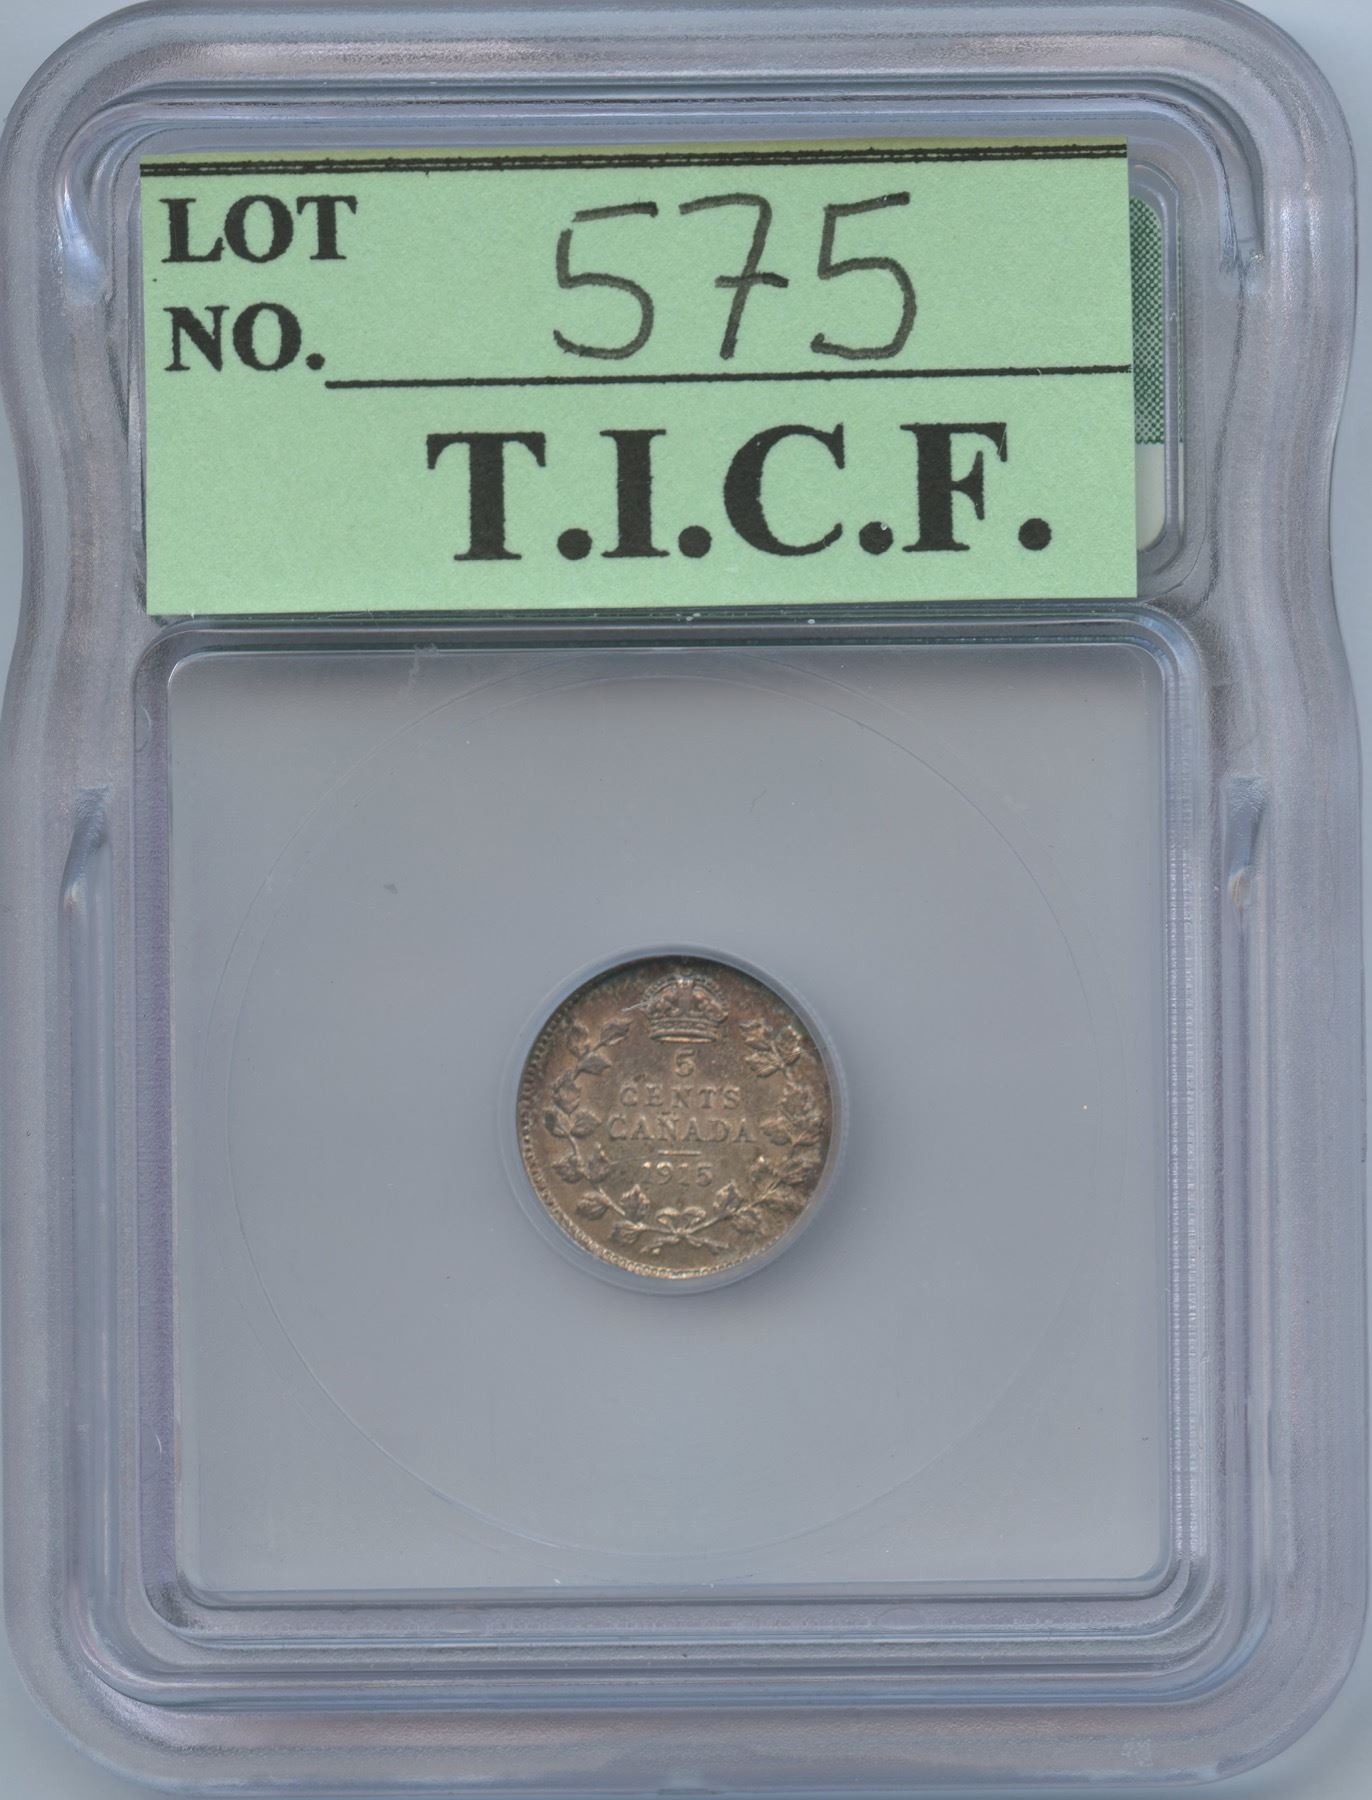 LOT
NO. 575
T.I.C.F.
5
CENTS
CANADA
1915